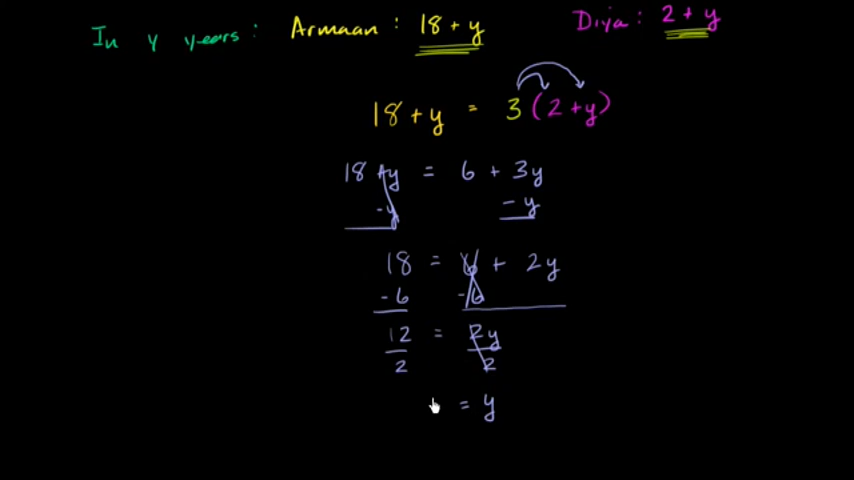 In y years: Armaan: 18 + y Diya: 2 + y
18 + y = 3(2 + y)
18 + y = 6 + 3y
-y - y
18 = 6 + 2y
-6 -6
12 = 2y
2 2
= y